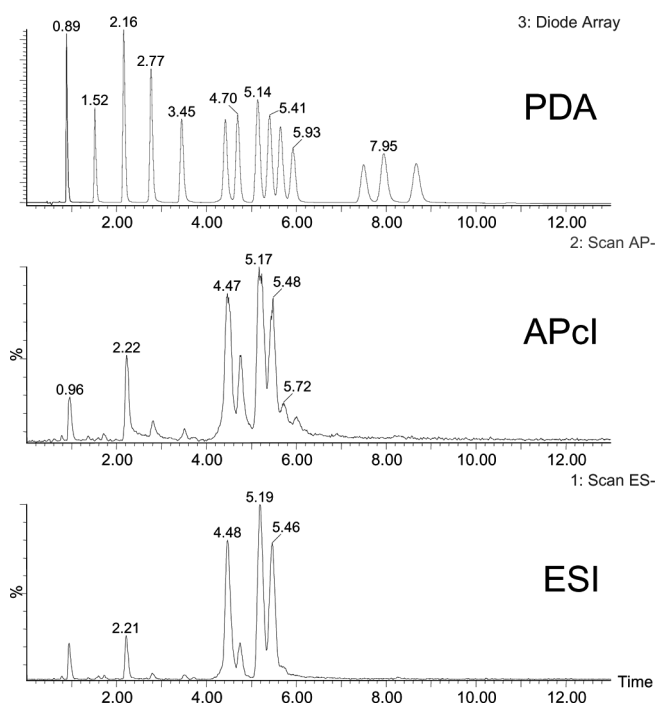 3: Diode Array
0.89
2.16
2.77
1.52
3.45
4.70
5.14
5.41
5.93
7.95
PDA
2.00 4.00 6.00 8.00 10.00 12.00
2: Scan AP-
5.17
4.47
5.48
2.22
0.96
5.72
APcI
%
2.00 4.00 6.00 8.00 10.00 12.00
1: Scan ES-
5.19
4.48
5.46
2.21
ESI
%
Time
2.00 4.00 6.00 8.00 10.00 12.00